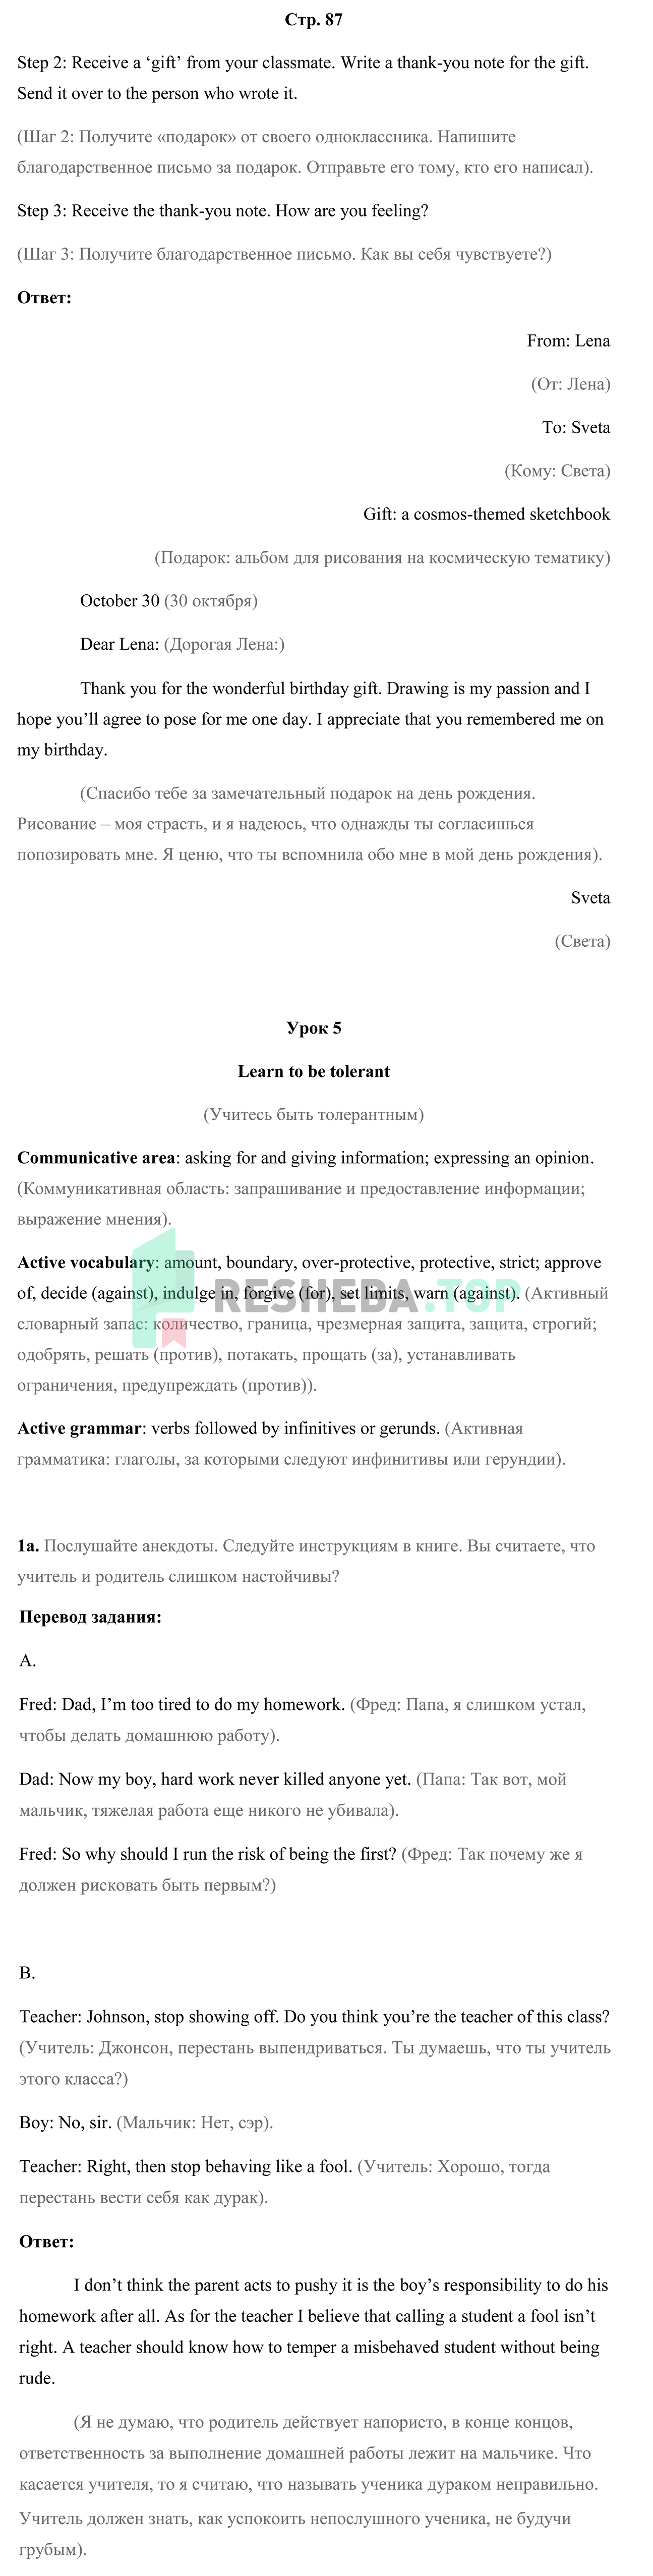 Стр. 87
Step 2: Receive a ‘gift’ from your classmate. Write a thank-you note for the gift.
Send it over to the person who wrote it.
(Шаг 2: Получите «подарок» от своего одноклассника. Напишите
благодарственное письмо за подарок. Отправьте его тому, кто его написал).
Step 3: Receive the thank-you note. How are you feeling?
(Шаг 3: Получите благодарственное письмо. Как вы себя чувствуете?)
Ответ:
From: Lena
(От: Лена)
To: Sveta
(Кому: Света)
Gift: a cosmos-themed sketchbook
(Подарок: альбом для рисования на космическую тематику)
October 30 (30 октября)
Dear Lena: (Дорогая Лена:)
Thank you for the wonderful birthday gift. Drawing is my passion and I
hope you’ll agree to pose for me one day. I appreciate that you remembered me on
my birthday.
(Спасибо тебе за замечательный подарок на день рождения.
Рисование – моя страсть, и я надеюсь, что однажды ты согласишься
попозировать мне. Я ценю, что ты вспомнила обо мне в мой день рождения).
Sveta
(Света)
Урок 5
Learn to be tolerant
(Учитесь быть толерантным)
Communicative area: asking for and giving information; expressing an opinion.
(Коммуникативная область: запрашивание и предоставление информации;
выражение мнения).
Active vocabulary: amount, boundary, over-protective, protective, strict; approve
of, decide (against), indulge in, forgive (for), set limits, warn (against). (Активный
RESHEBA.TOP
словарный запас: количество, граница, чрезмерная защита, защита, строгий;
одобрять, решать (против), потакать, прощать (за), устанавливать
ограничения, предупреждать (против)).
Active grammar: verbs followed by infinitives or gerunds. (Активная
грамматика: глаголы, за которыми следуют инфинитивы или герундии).
1a. Послушайте анекдоты. Следуйте инструкциям в книге. Вы считаете, что
учитель и родитель слишком настойчивы?
Перевод задания:
A.
Fred: Dad, I’m too tired to do my homework. (Фред: Папа, я слишком устал,
чтобы делать домашнюю работу).
Dad: Now my boy, hard work never killed anyone yet. (Папа: Так вот, мой
мальчик, тяжелая работа еще никого не убивала).
Fred: So why should I run the risk of being the first? (Фред: Так почему же я
должен рисковать быть первым?)
B.
Teacher: Johnson, stop showing off. Do you think you’re the teacher of this class?
(Учитель: Джонсон, перестань выпендриваться. Ты думаешь, что ты учитель
этого класса?)
Boy: No, sir. (Мальчик: Нет, сэр).
Teacher: Right, then stop behaving like a fool. (Учитель: Хорошо, тогда
перестань вести себя как дурак).
Ответ:
I don’t think the parent acts to pushy it is the boy’s responsibility to do his
homework after all. As for the teacher I believe that calling a student a fool isn’t
right. A teacher should know how to temper a misbehaved student without being
rude.
(Я не думаю, что родитель действует напористо, в конце концов,
ответственность за выполнение домашней работы лежит на мальчике. Что
касается учителя, то я считаю, что называть ученика дураком неправильно.
Учитель должен знать, как успокоить непослушного ученика, не будучи
грубым).